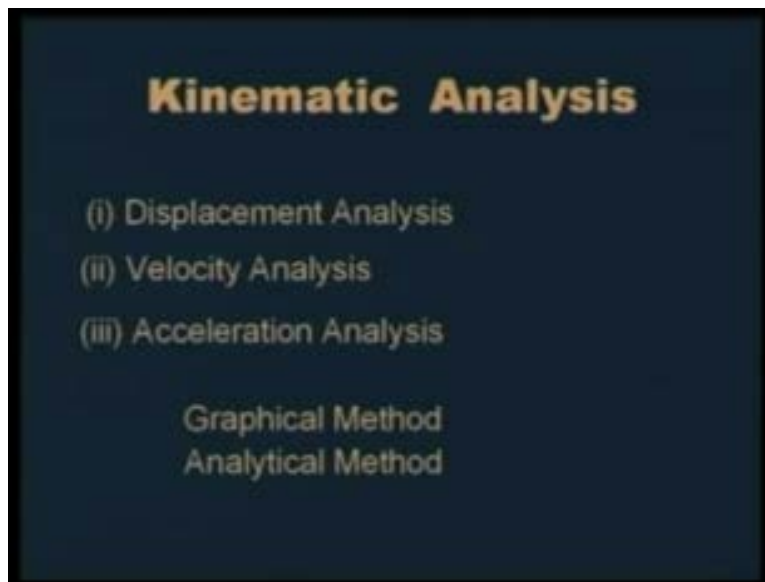 Kinematic Analysis
(i) Displacement Analysis
(ii) Velocity Analysis
(iii) Acceleration Analysis
Graphical Method
Analytical Method